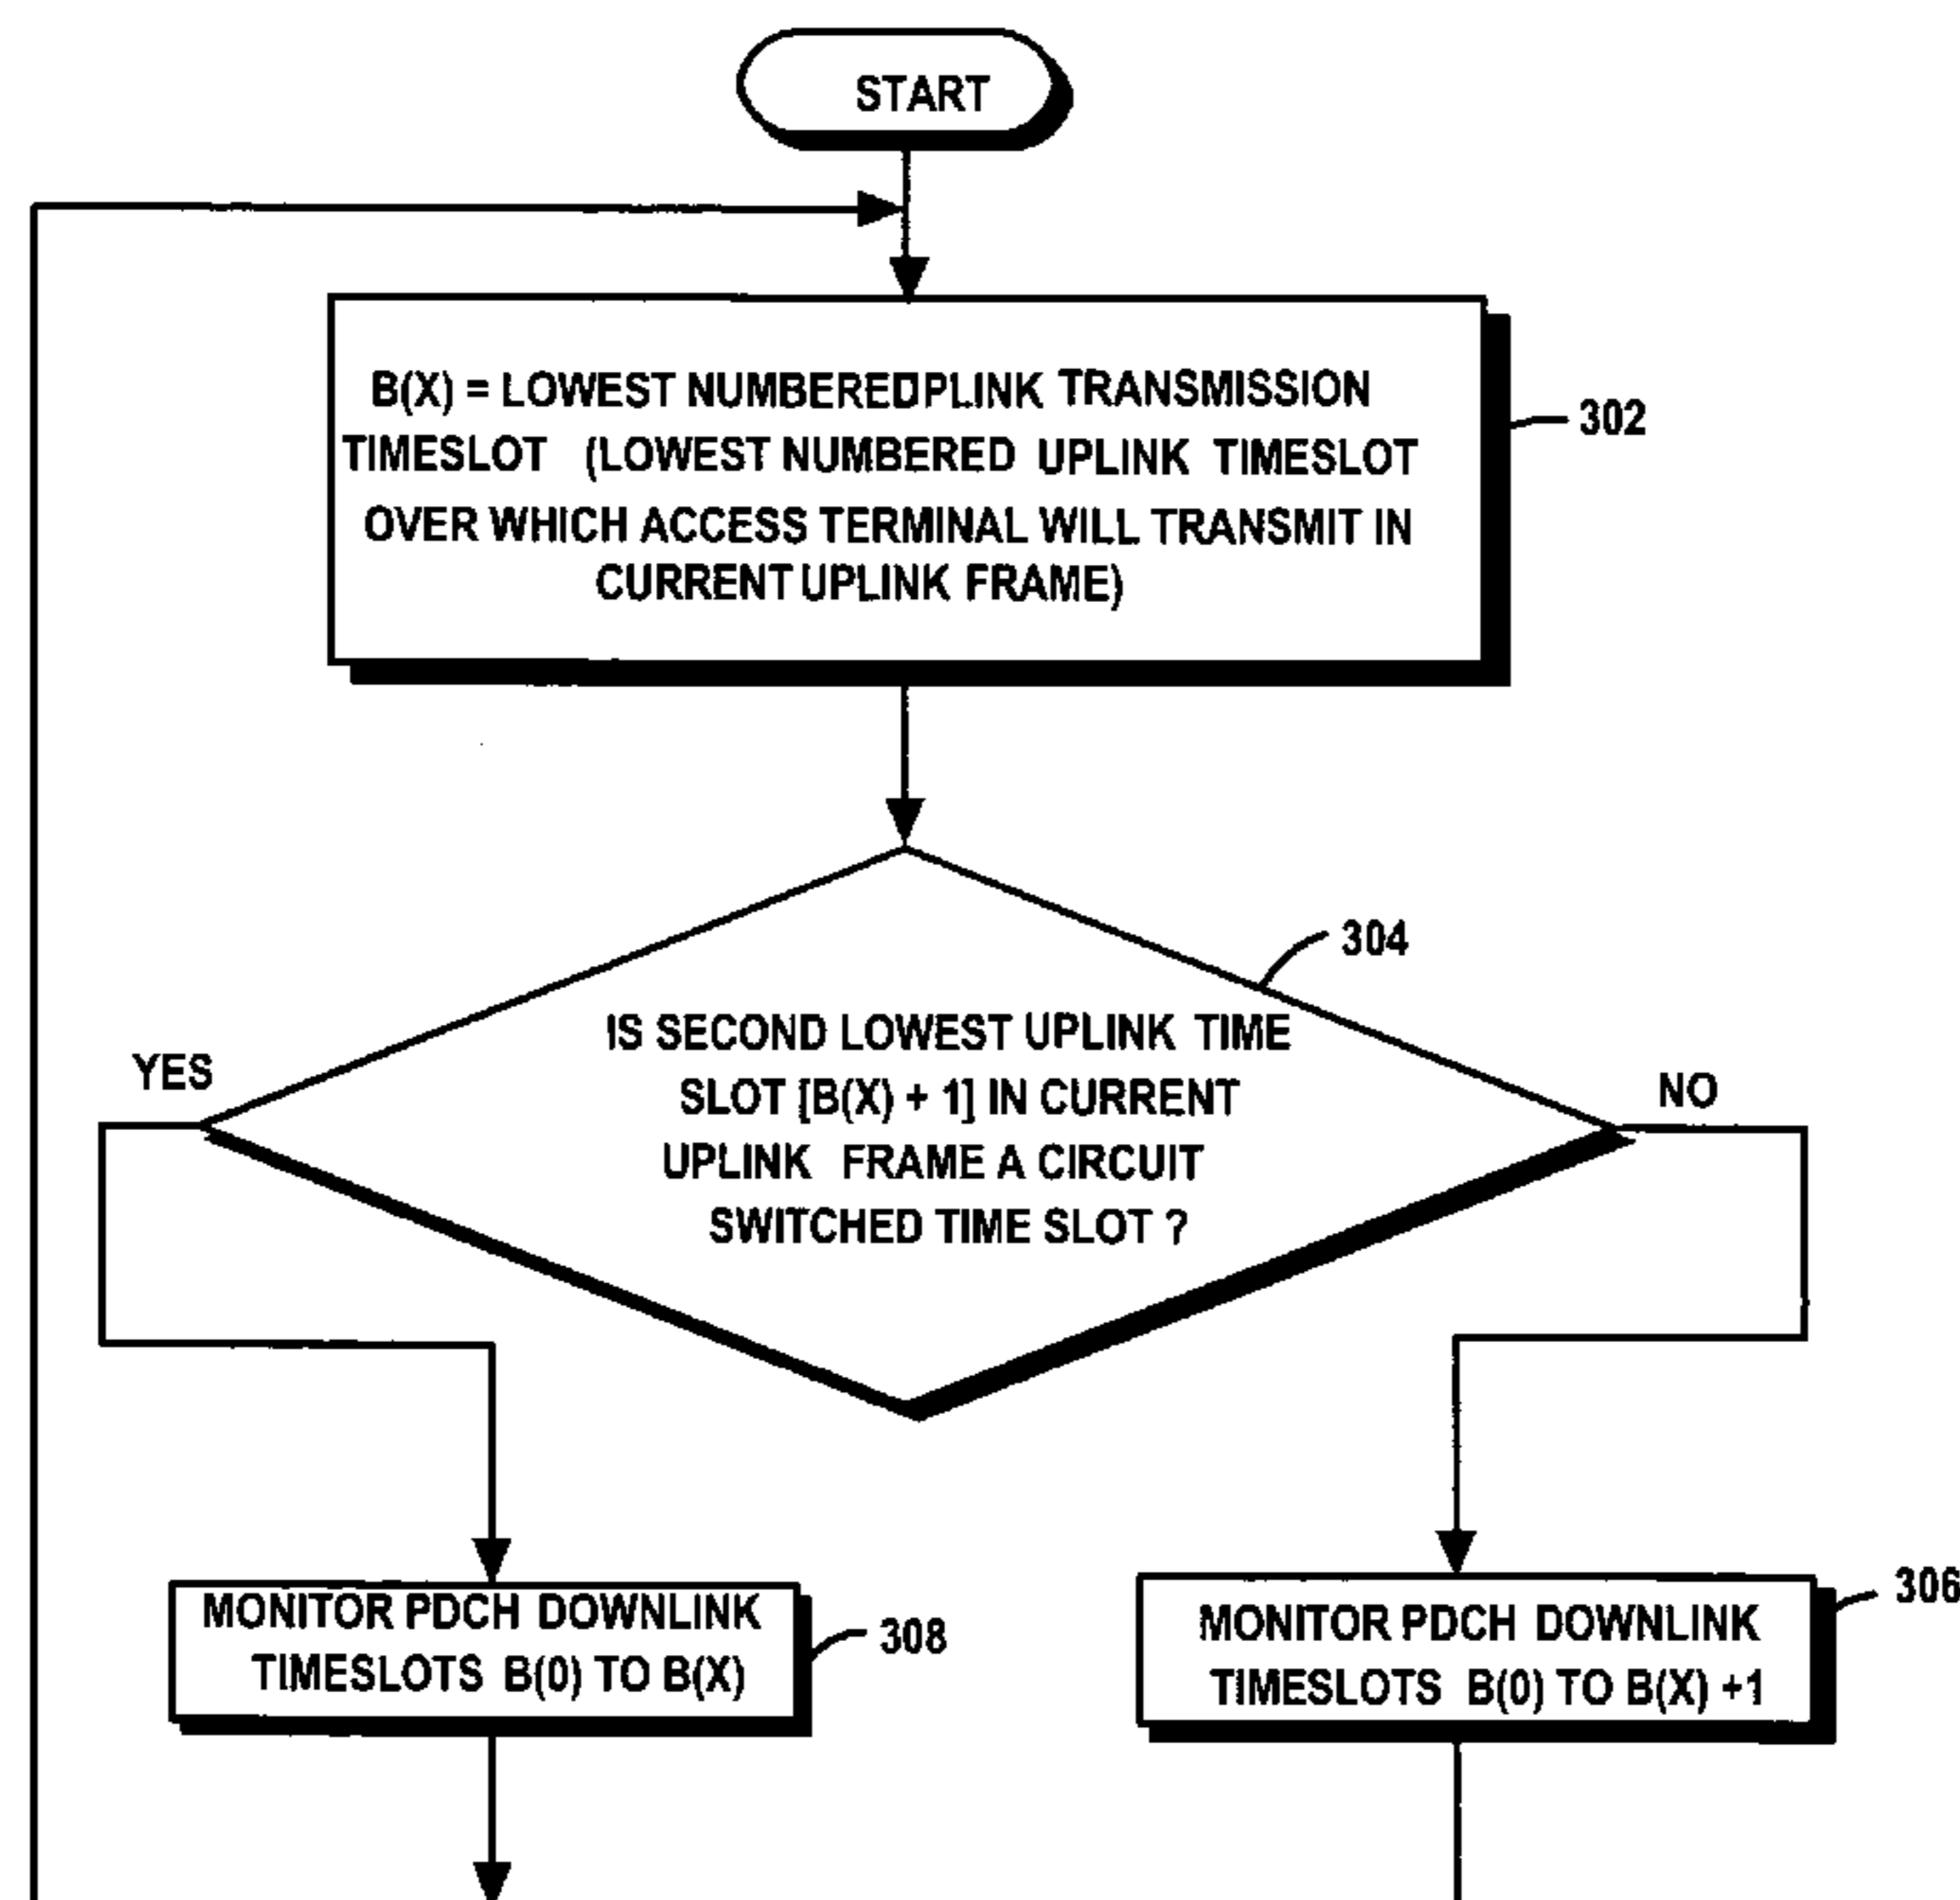 START
B(X) = LOWEST NUMBEREDPLINK TRANSMISSION
TIMESLOT (LOWEST NUMBERED UPLINK TIMESLOT
OVER WHICH ACCESS TERMINAL WILL TRANSMIT IN
CURRENT UPLINK FRAME)
302
304
IS SECOND LOWEST UPLINK TIME
SLOT [B(X) + 1] IN CURRENT
UPLINK FRAME A CIRCUIT
SWITCHED TIME SLOT ?
YES
NO
MONITOR PDCH DOWNLINK
TIMESLOTS B(0) TO B(X)
308
MONITOR PDCH DOWNLINK
TIMESLOTS B(0) TO B(X) +1
306